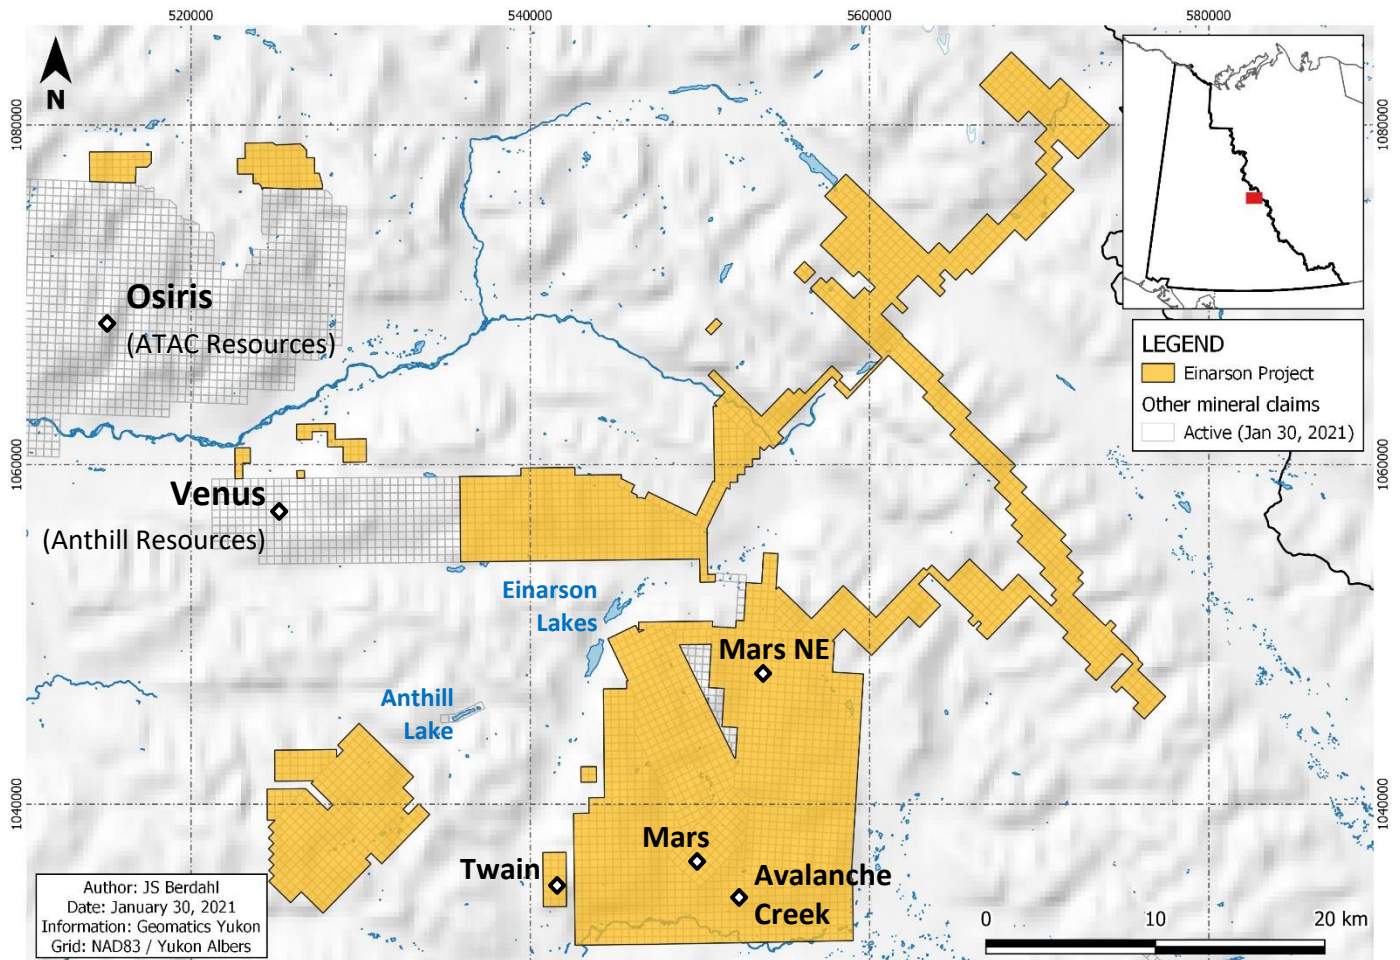 520000
540000
560000
580000
N
1080000
1080000
Osiris
(ATAC Resources)
LEGEND
Einarson Project
Other mineral claims
Active (Jan 30, 2021)
1060000
1060000
Venus
(Anthill Resources)
Einarson
Lakes
Mars NE
Anthill
Lake
1040000
1040000
Mars
Twain
Avalanche
Creek
Author: JS Berdahl
Date: January 30, 2021
Information: Geomatics Yukon
Grid: NAD83 / Yukon Albers
0 10 20 km